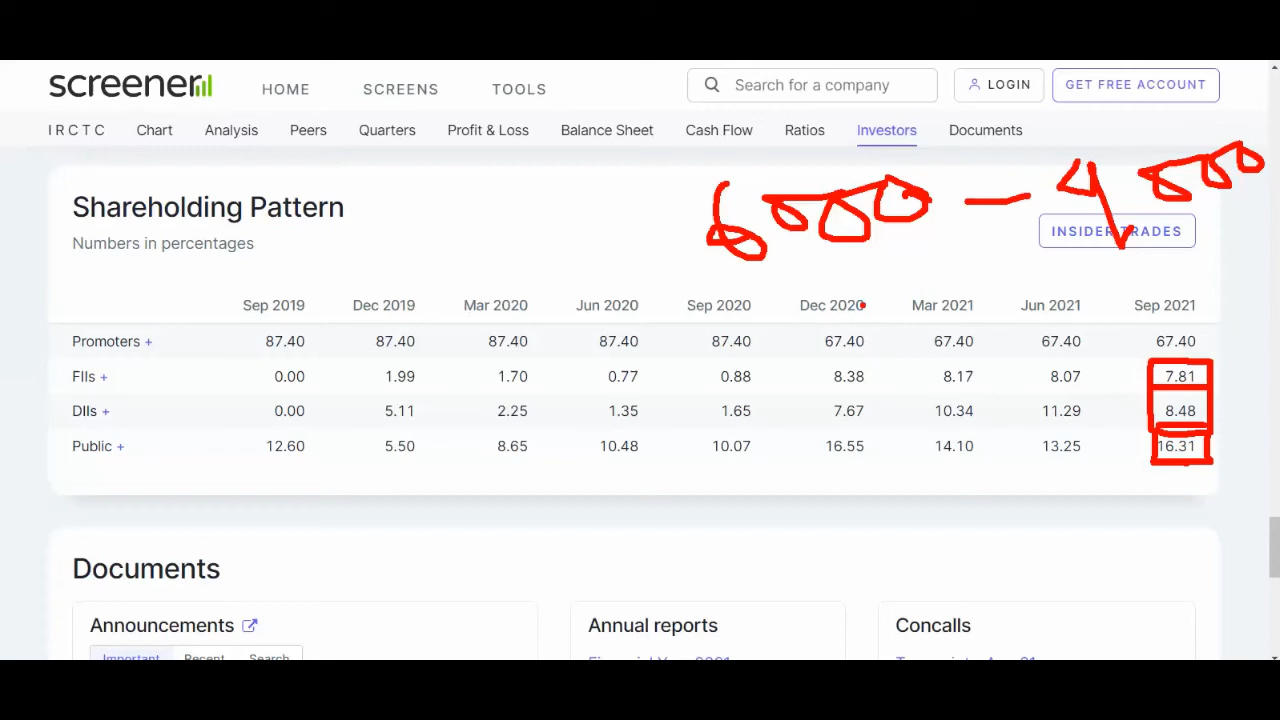 screener HOME SCREENS TOOLS Search for a company LOGIN GET FREE ACCOUNT
IRCTC Chart Analysis Peers Quarters Profit & Loss Balance Sheet Cash Flow Ratios Investors Documents
6000 - 4000
Shareholding Pattern
Numbers in percentages
INSIDER TRADES
Sep 2019 Dec 2019 Mar 2020 Jun 2020 Sep 2020 Dec 2020 Mar 2021 Jun 2021 Sep 2021
Promoters + 87.40 87.40 87.40 87.40 87.40 67.40 67.40 67.40 67.40
FIIs + 0.00 1.99 1.70 0.77 0.88 8.38 8.17 8.07 7.81
DIIs + 0.00 5.11 2.25 1.35 1.65 7.67 10.34 11.29 8.48
Public + 12.60 5.50 8.65 10.48 10.07 16.55 14.10 13.25 16.31
Documents
Announcements Annual reports Concalls
Important Recent Search